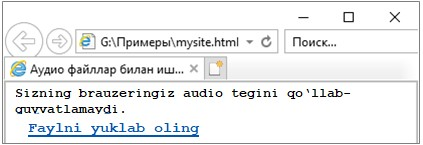 G:\Примеры\mysite.html
Поиск...
Аудио файллар билан иш...
Sizning brauzeringiz audio tegini qo‘llab-
quvvatlamaydi.
Faylni yuklab oling